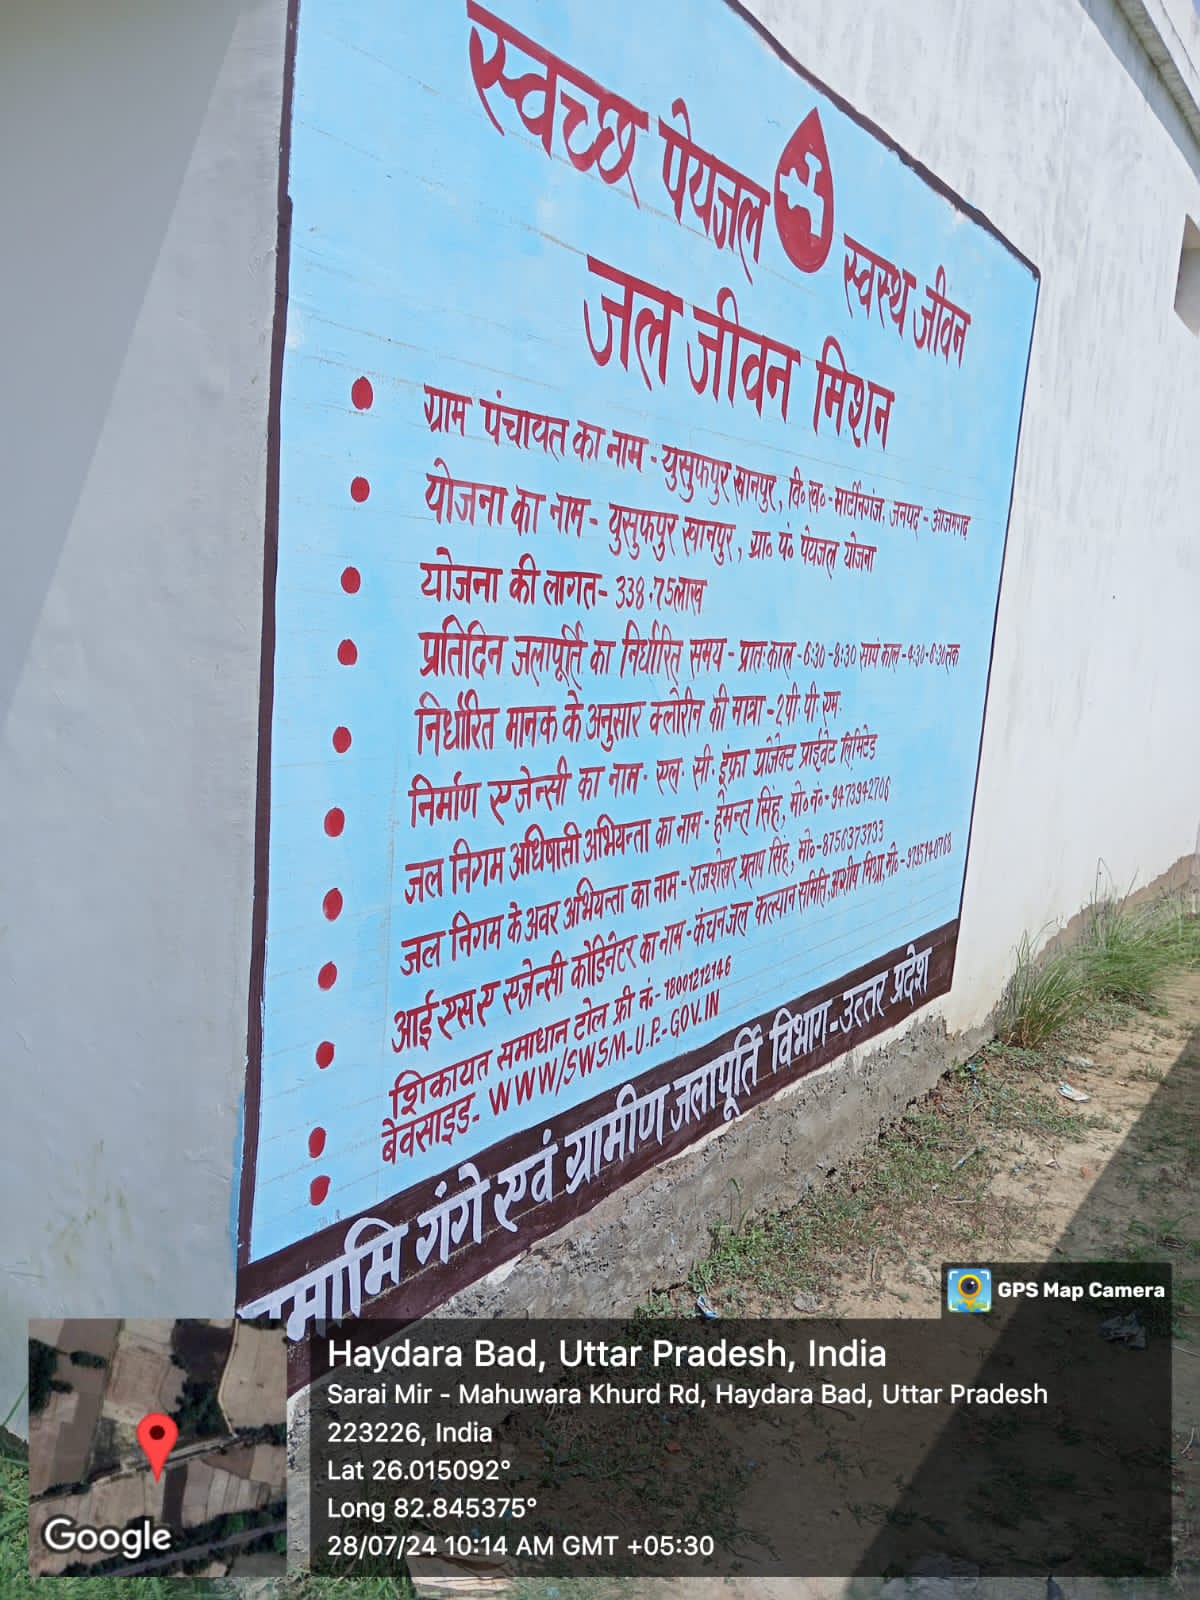 स्वच्छ पेयजल स्वस्थ जीवन
जल जीवन मिशन
ग्राम पंचायत का नाम - युसुफपुर खानपुर, वि०ख०- मार्टीनगंज, जनपद - आजमगढ़
योजना का नाम - युसुफपुर खानपुर, ग्रा० पं० पेयजल योजना
योजना की लागत - 338.75लाख
प्रतिदिन जलापूर्ति का निर्धारित समय - प्रातःकाल - 6:30 - 8:30 सायं काल - 4:30 - 6:30 तक
निर्धारित मानक के अनुसार क्लोरीन की मात्रा - 2 पी. पी. एम.
निर्माण एजेन्सी का नाम - एल. सी. इंफ्रा प्रोजेक्ट प्राईवेट लिमिटेड
जल निगम अधिषासी अभियन्ता का नाम - हेमन्त सिंह, मो० नं०- 9473942706
जल निगम के अवर अभियन्ता का नाम - राजशेखर प्रताप सिंह, मो०- 8756373733
आई एस ए एजेन्सी कोडिनेटर का नाम - कंचन जल कल्यान समिति, आशीष मिश्रा, मो०-
शिकायत समाधान टोल फ्री नं:- 18001212146
बेवसाइड - WWW/SWSM-U.P.-GOV.IN
नमामि गंगे एवं ग्रामीण जलापूर्ति विभाग - उत्तर प्रदेश
GPS Map Camera
Haydara Bad, Uttar Pradesh, India
Sarai Mir - Mahuwara Khurd Rd, Haydara Bad, Uttar Pradesh
223226, India
Lat 26.015092°
Long 82.845375°
28/07/24 10:14 AM GMT +05:30
Google